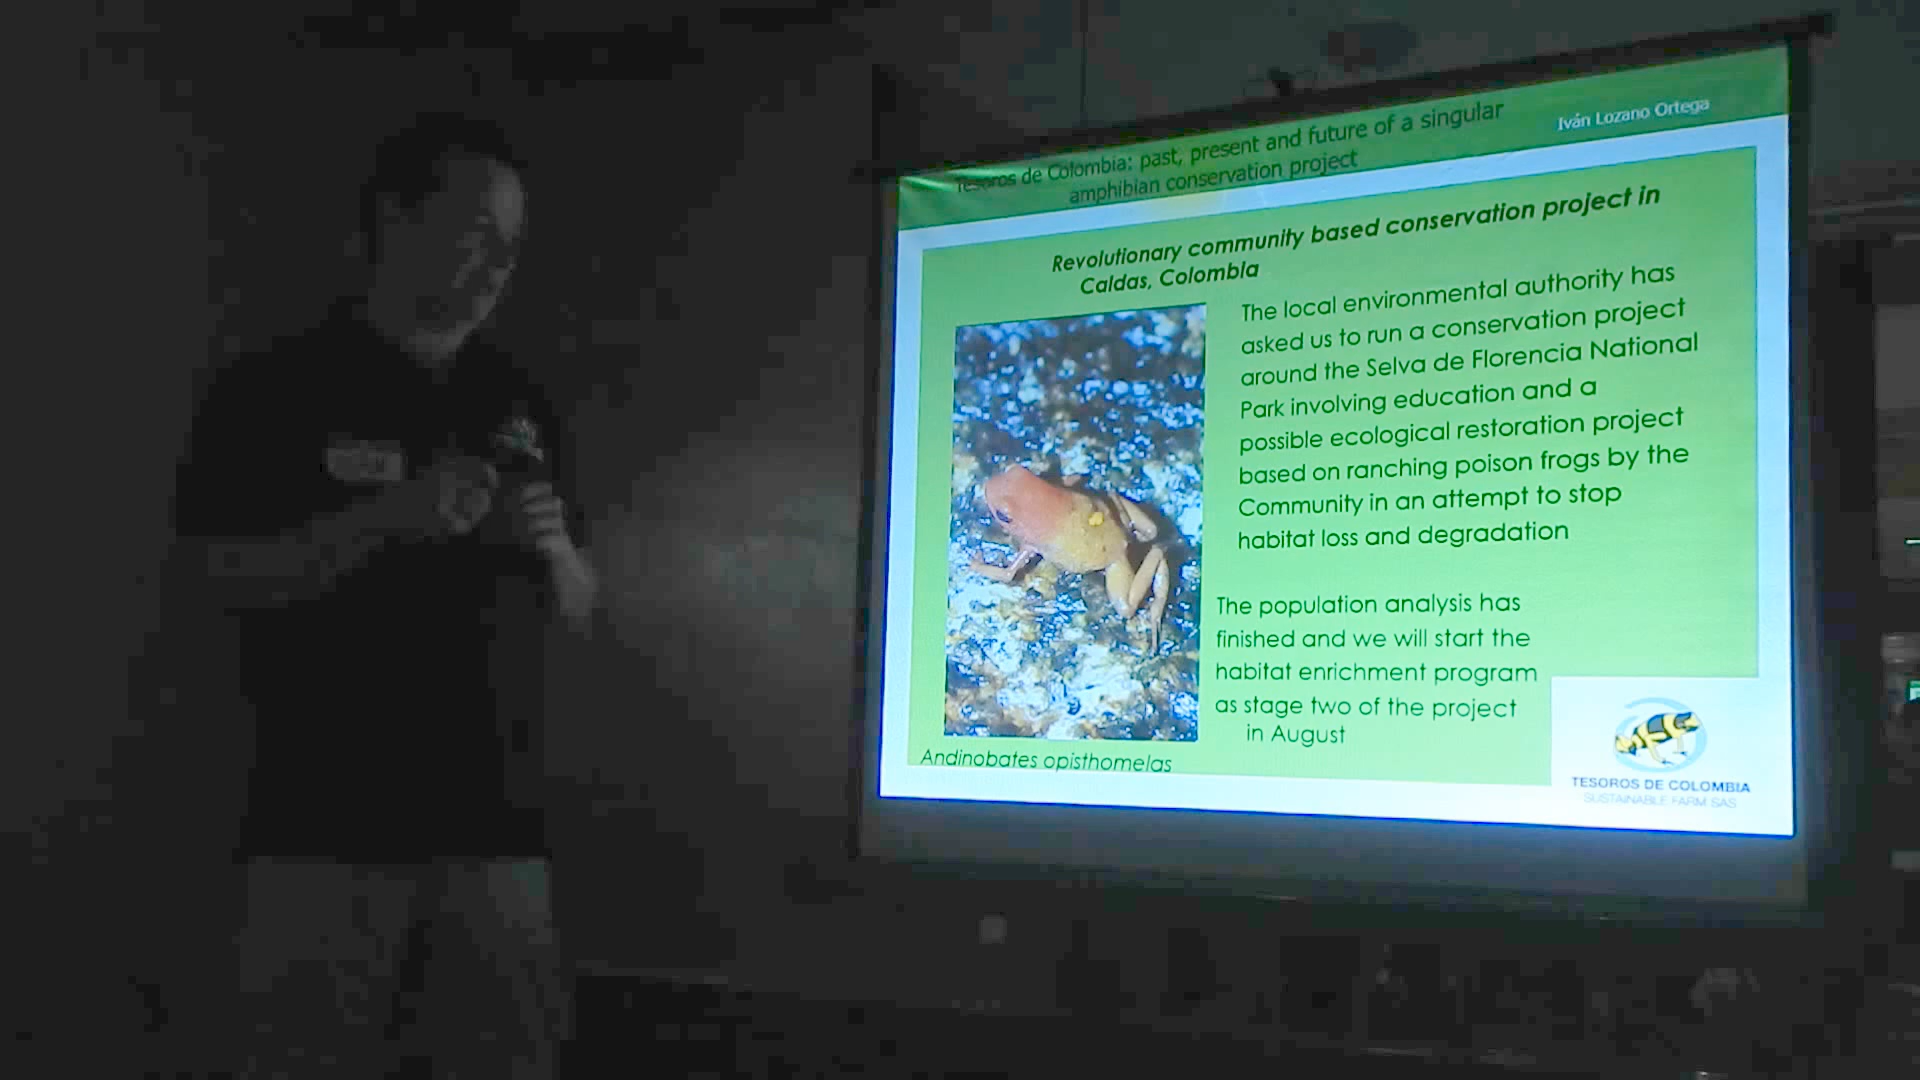 Tesoros de Colombia: past, present and future of a singular
amphibian conservation project
Iván Lozano Ortega
Revolutionary community based conservation project in
Caldas, Colombia
The local environmental authority has
asked us to run a conservation project
around the Selva de Florencia National
Park involving education and a
possible ecological restoration project
based on ranching poison frogs by the
Community in an attempt to stop
habitat loss and degradation
The population analysis has
finished and we will start the
habitat enrichment program
as stage two of the project
in August
Andinobates opisthomelas
TESOROS DE COLOMBIA
SUSTAINABLE FARM SAS